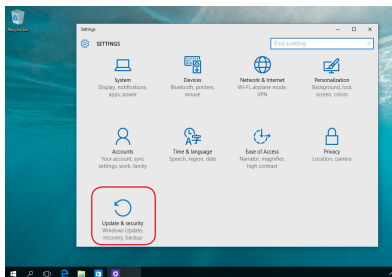 Recycle Bin
Settings
SETTINGS
Find a setting
System
Display, notifications,
apps, power
Devices
Bluetooth, printers,
mouse
Network & Internet
Wi-Fi, airplane mode,
VPN
Personalization
Background, lock
screen, colors
Accounts
Your account, sync
settings, work, family
Time & language
Speech, region, date
Ease of Access
Narrator, magnifier,
high contrast
Privacy
Location, camera
Update & security
Windows Update,
recovery, backup